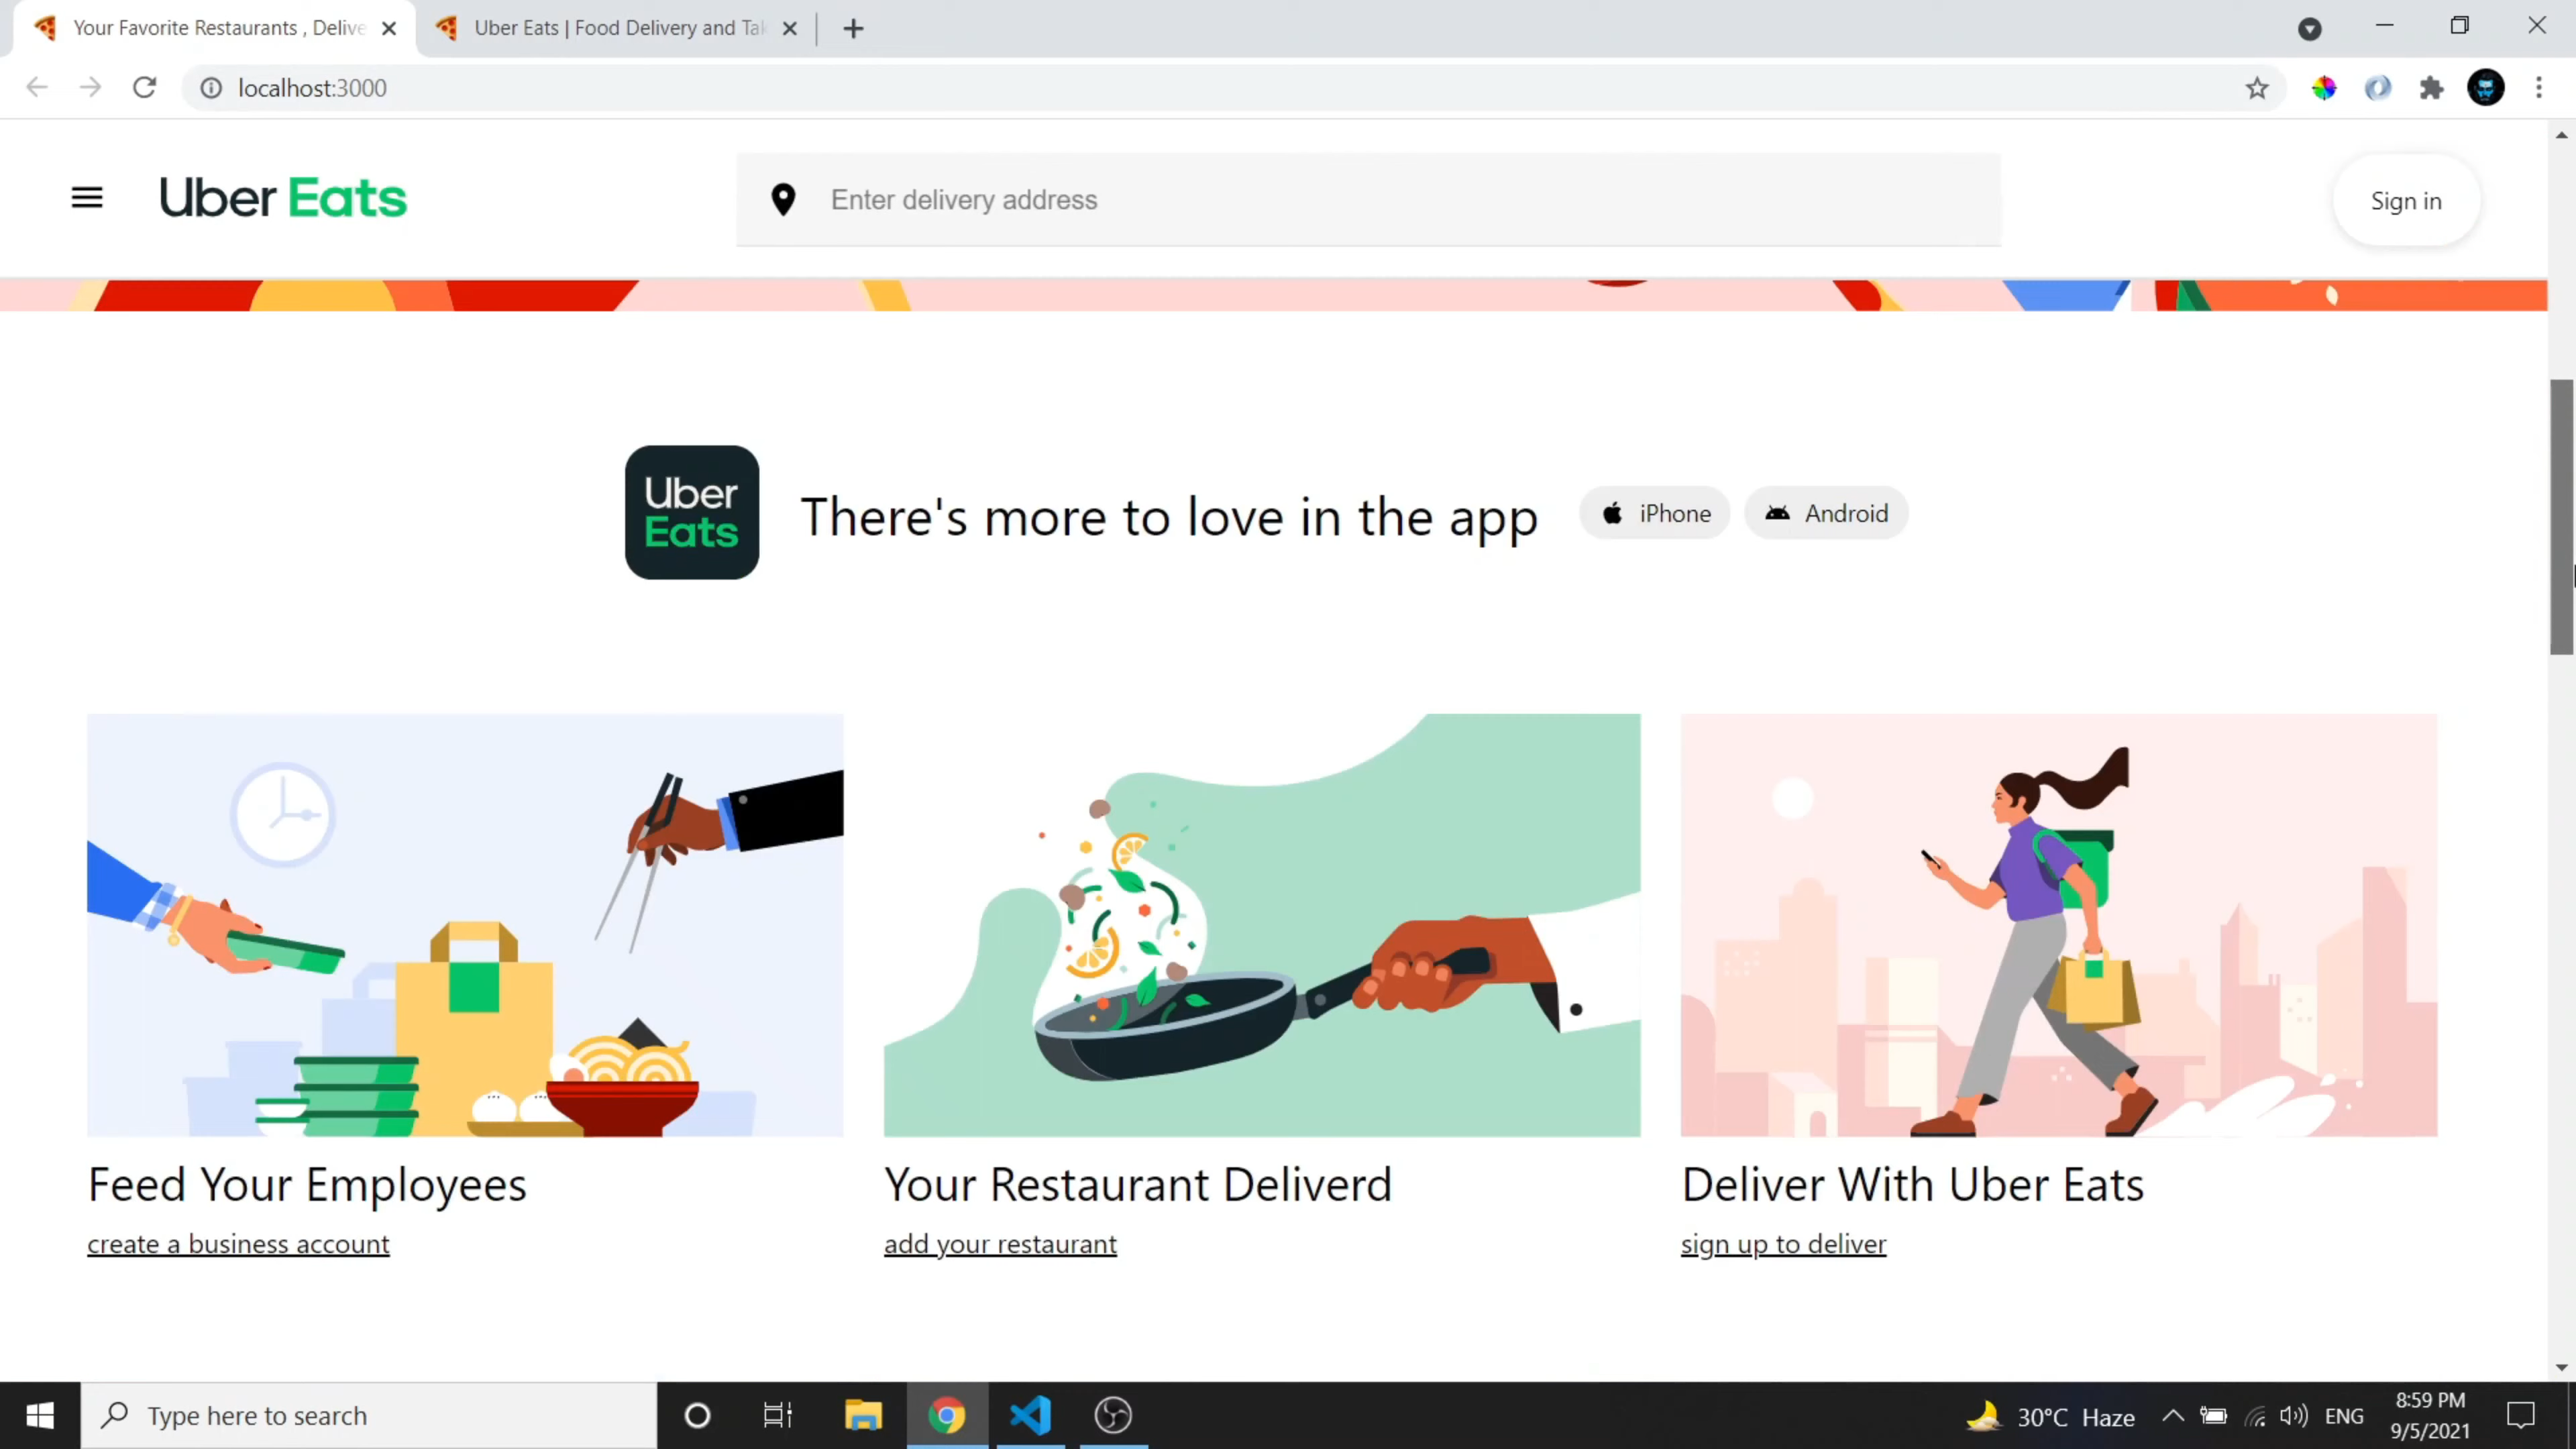 Your Favorite Restaurants , Delive
Uber Eats | Food Delivery and Tak
localhost:3000
Uber Eats
Enter delivery address
Sign in
Uber
Eats
There's more to love in the app
iPhone
Android
Feed Your Employees
Your Restaurant Deliverd
Deliver With Uber Eats
create a business account
add your restaurant
sign up to deliver
Type here to search
30°C Haze
ENG
8:59 PM
9/5/2021